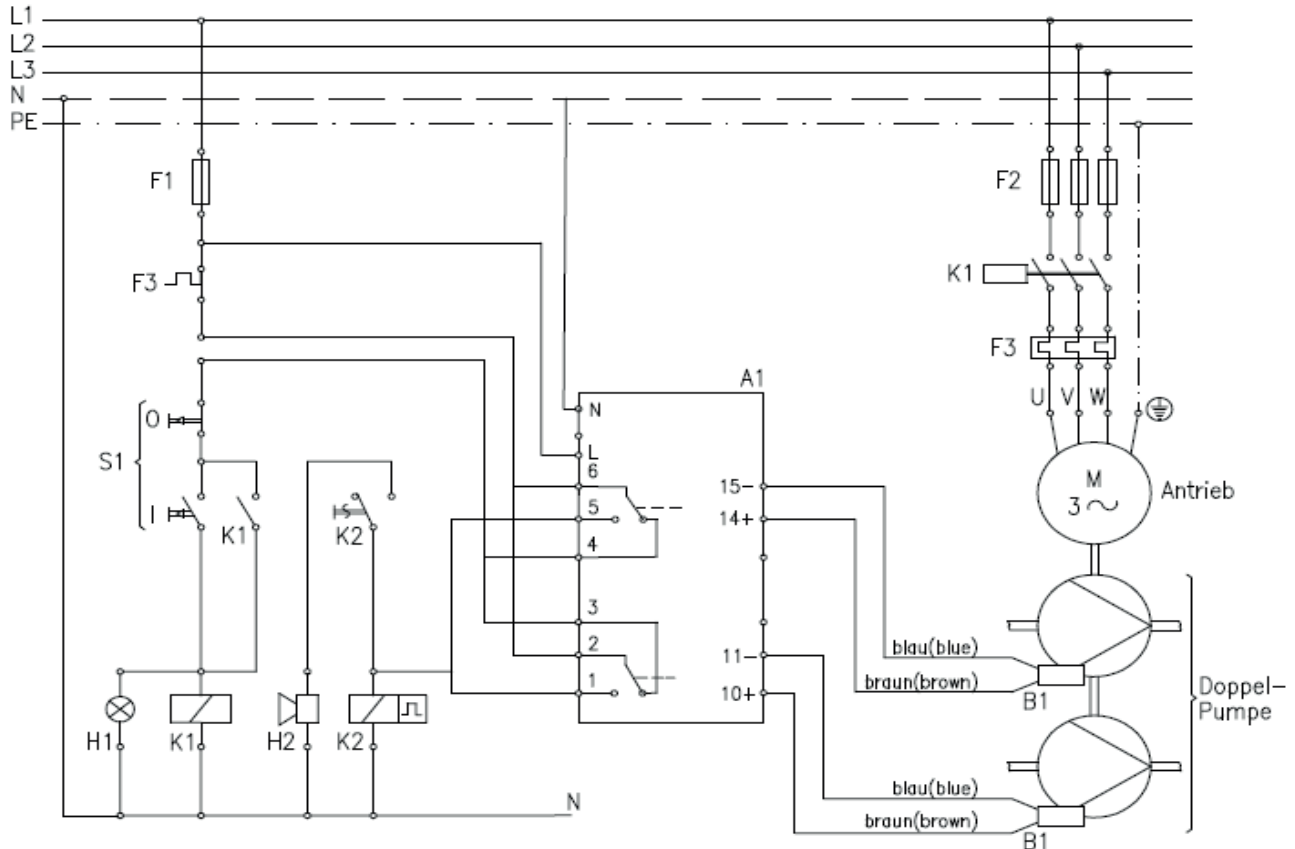 L1
L2
L3
N
PE
F1
F2
F3
K1
F3
A1
U V W
N
L
6
5
4
3
2
1
15-
14+
11-
10+
S1
O
I
K1
K2
M
3
Antrieb
blau(blue)
braun(brown)
B1
blau(blue)
braun(brown)
B1
Doppel-
Pumpe
H1
K1
H2
K2
N